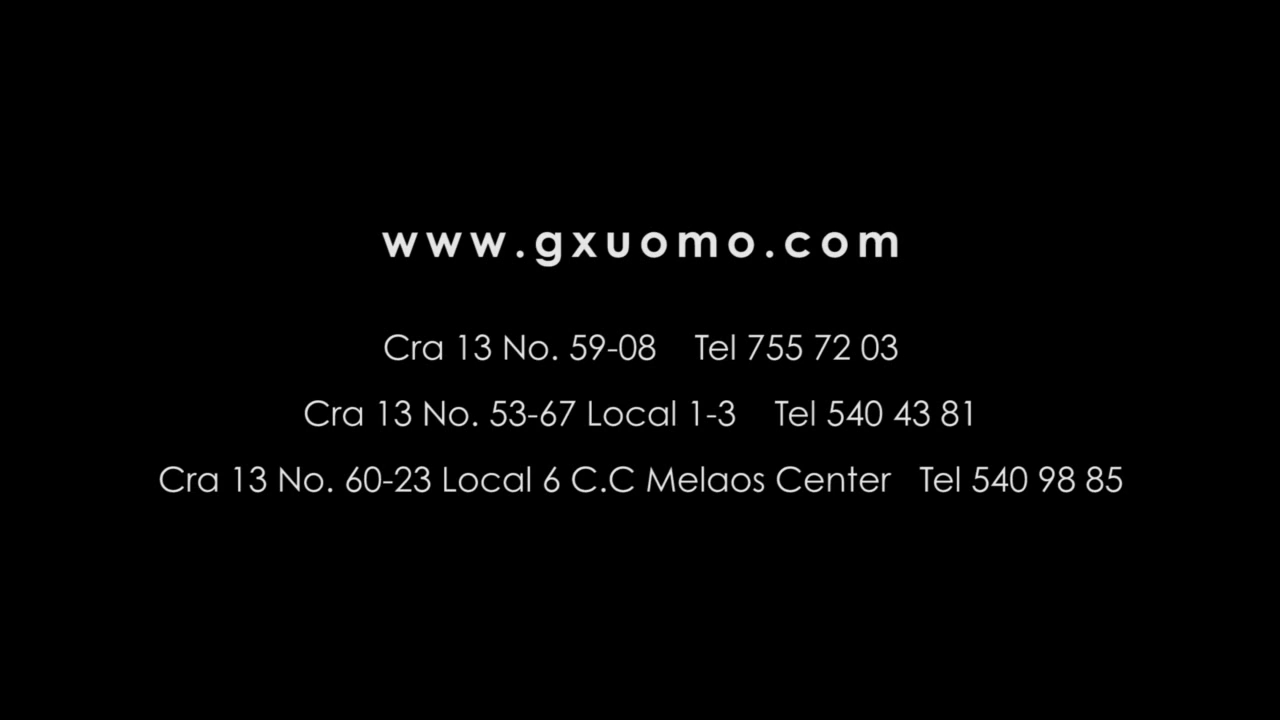 www.gxuomo.com
Cra 13 No. 59-08 Tel 755 72 03
Cra 13 No. 53-67 Local 1-3 Tel 540 43 81
Cra 13 No. 60-23 Local 6 C.C Melaos Center Tel 540 98 85